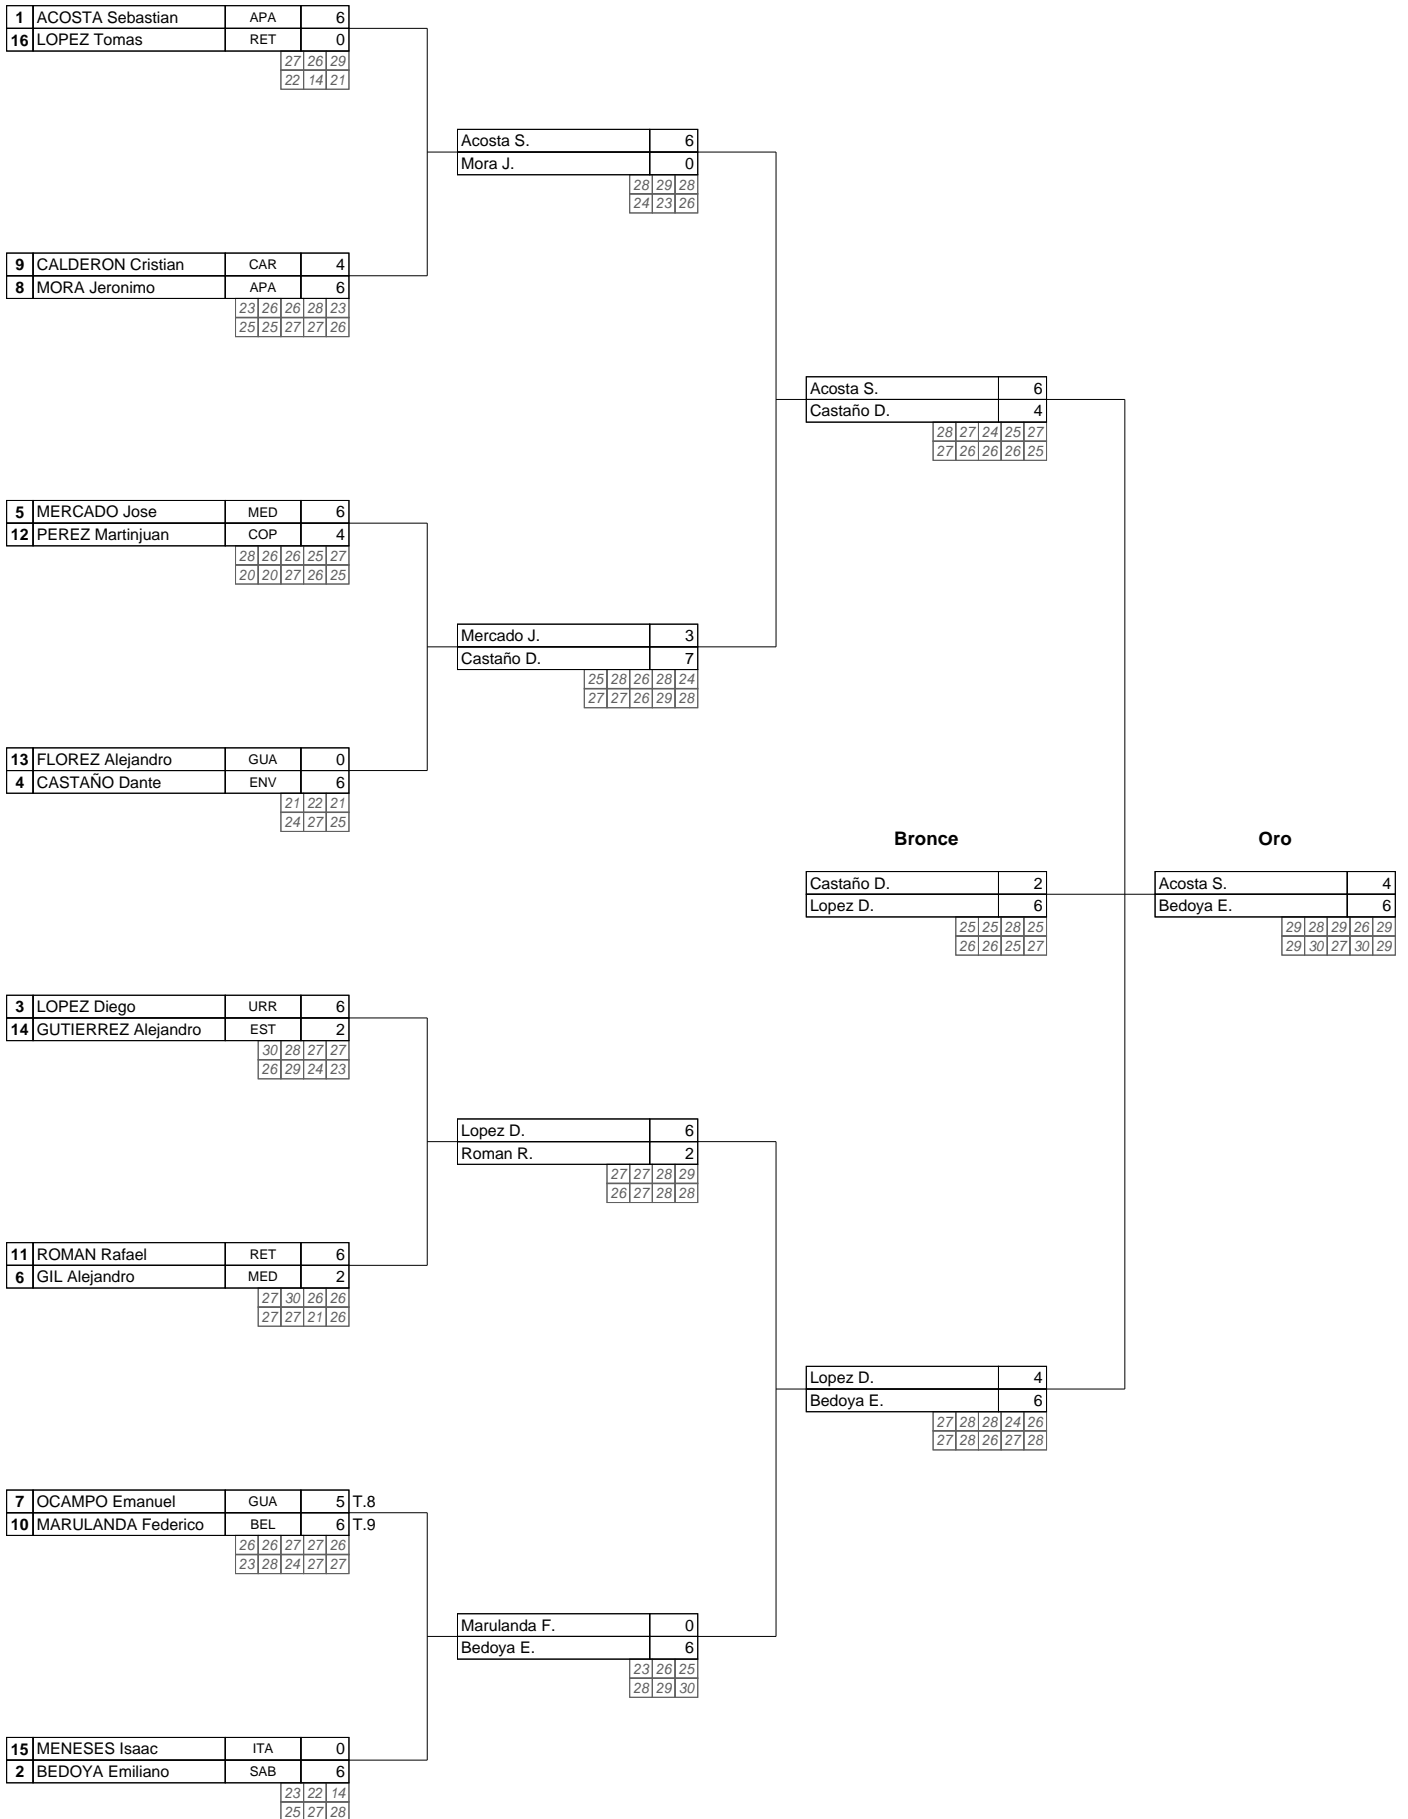 1 ACOSTA Sebastian APA 6
16 LOPEZ Tomas RET 0
27 26 29
22 14 21
Acosta S. 6
Mora J. 0
28 29 28
24 23 26
9 CALDERON Cristian CAR 4
8 MORA Jeronimo APA 6
23 26 26 28 23
25 25 27 27 26
Acosta S. 6
Castaño D. 4
28 27 24 25 27
27 26 26 26 25
5 MERCADO Jose MED 6
12 PEREZ Martinjuan COP 4
28 26 26 25 27
20 20 27 26 25
Mercado J. 3
Castaño D. 7
25 28 26 28 24
27 27 26 29 28
13 FLOREZ Alejandro GUA 0
4 CASTAÑO Dante ENV 6
21 22 21
24 27 25
Bronce Oro
Castaño D. 2 Acosta S. 4
Lopez D. 6 Bedoya E. 6
25 25 28 25 29 28 29 26 29
26 26 25 27 29 30 27 30 29
3 LOPEZ Diego URR 6
14 GUTIERREZ Alejandro EST 2
30 28 27 27
26 29 24 23
Lopez D. 6
Roman R. 2
27 27 28 29
26 27 28 28
11 ROMAN Rafael RET 6
6 GIL Alejandro MED 2
27 30 26 26
27 27 21 26
Lopez D. 4
Bedoya E. 6
27 28 28 24 26
27 28 26 27 28
7 OCAMPO Emanuel GUA 5 T.8
10 MARULANDA Federico BEL 6 T.9
26 26 27 27 26
23 28 24 27 27
Marulanda F. 0
Bedoya E. 6
23 26 25
28 29 30
15 MENESES Isaac ITA 0
2 BEDOYA Emiliano SAB 6
23 22 14
25 27 28